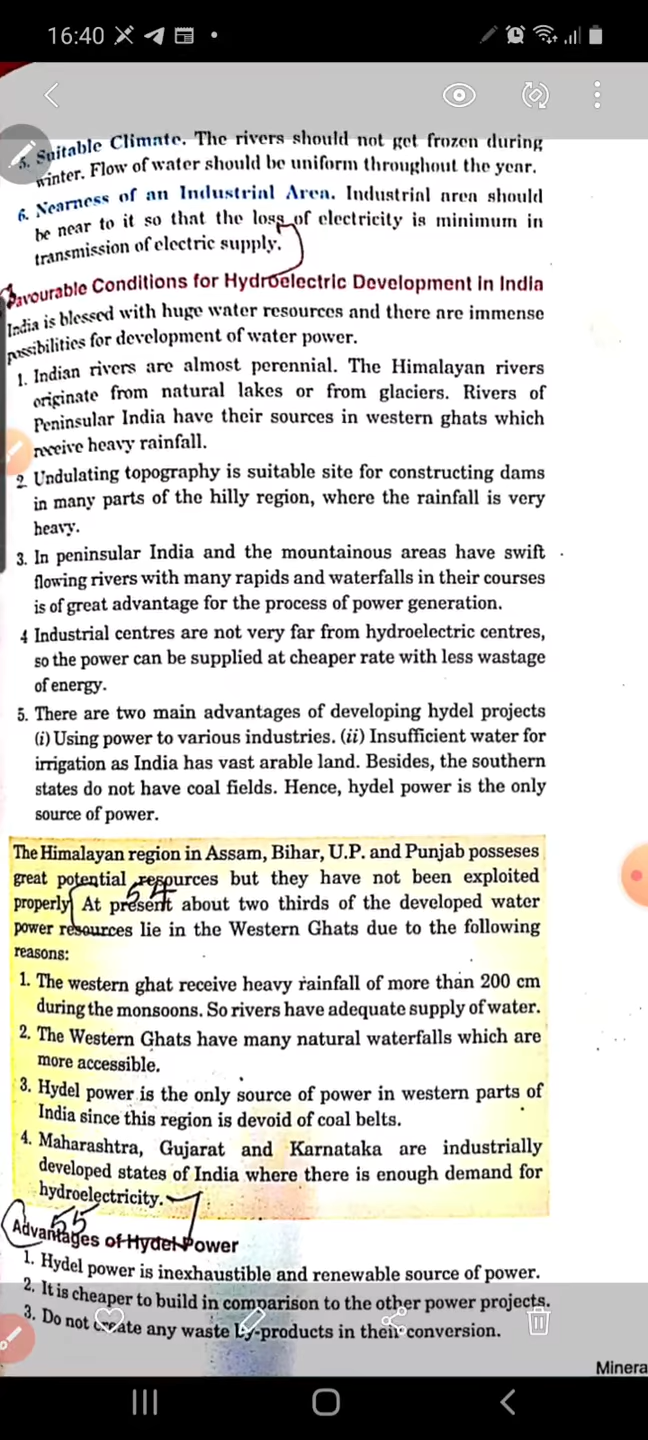 16:40
5. Suitable Climate. The rivers should not get frozen during
winter. Flow of water should be uniform throughout the year.
6. Nearness of an Industrial Area. Industrial area should
be near to it so that the loss of electricity is minimum in
transmission of electric supply.
Favourable Conditions for Hydroelectric Development in India
India is blessed with huge water resources and there are immense
possibilities for development of water power.
1. Indian rivers are almost perennial. The Himalayan rivers
originate from natural lakes or from glaciers. Rivers of
Peninsular India have their sources in western ghats which
receive heavy rainfall.
2. Undulating topography is suitable site for constructing dams
in many parts of the hilly region, where the rainfall is very
heavy.
3. In peninsular India and the mountainous areas have swift
flowing rivers with many rapids and waterfalls in their courses
is of great advantage for the process of power generation.
4 Industrial centres are not very far from hydroelectric centres,
so the power can be supplied at cheaper rate with less wastage
of energy.
5. There are two main advantages of developing hydel projects
(i) Using power to various industries. (ii) Insufficient water for
irrigation as India has vast arable land. Besides, the southern
states do not have coal fields. Hence, hydel power is the only
source of power.
The Himalayan region in Assam, Bihar, U.P. and Punjab posseses
great potential resources but they have not been exploited
54
properly. At present about two thirds of the developed water
power resources lie in the Western Ghats due to the following
reasons:
1. The western ghat receive heavy rainfall of more than 200 cm
during the monsoons. So rivers have adequate supply of water.
2. The Western Ghats have many natural waterfalls which are
more accessible.
3. Hydel power is the only source of power in western parts of
India since this region is devoid of coal belts.
4. Maharashtra, Gujarat and Karnataka are industrially
developed states of India where there is enough demand for
hydroelectricity.
55
Advantages of Hydel Power
1. Hydel power is inexhaustible and renewable source of power.
2. It is cheaper to build in comparison to the other power projects.
3. Do not create any waste by-products in their conversion.
Minera